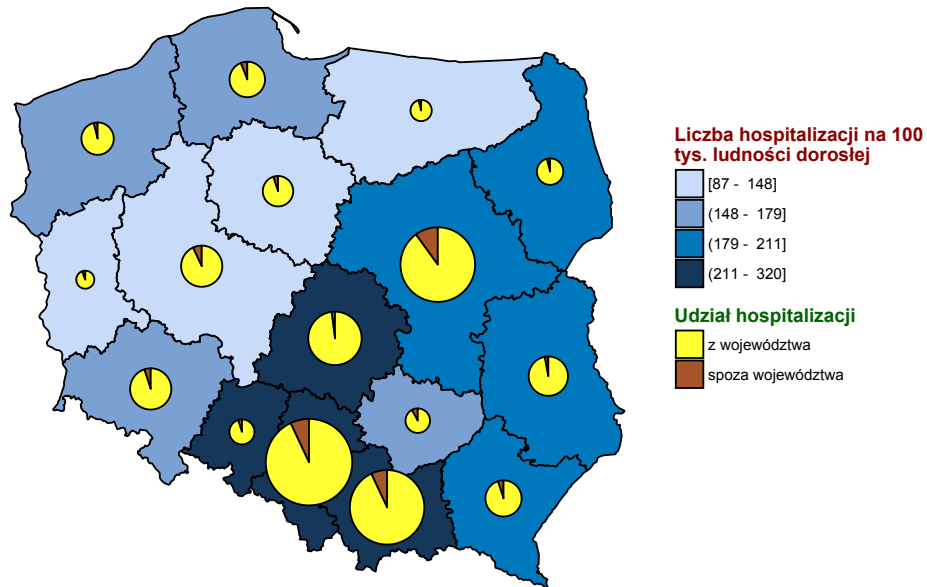 Liczba hospitalizacji na 100
tys. ludności dorosłej
[87 - 148]
(148 - 179]
(179 - 211]
(211 - 320]
Udział hospitalizacji
z województwa
spoza województwa